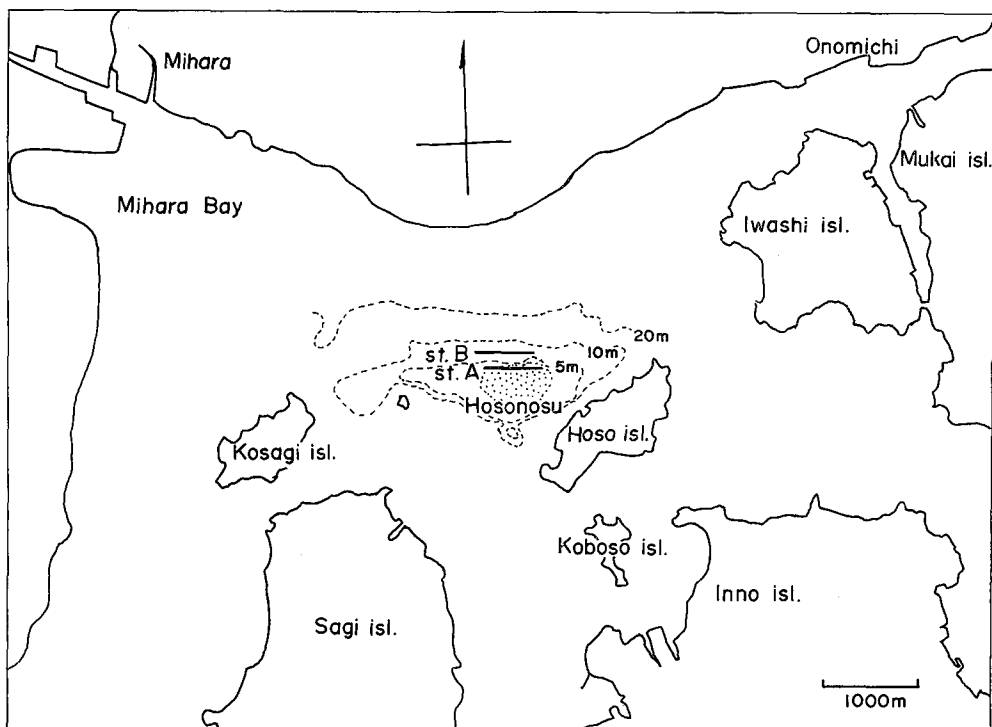 Mihara
Onomichi
Mukai isl.
Mihara Bay
Iwashi isl.
20m
10m
st. B
st. A
5m
Hosonosu
Hoso isl.
Kosagi isl.
Koboso isl.
Inno isl.
Sagi isl.
1000m